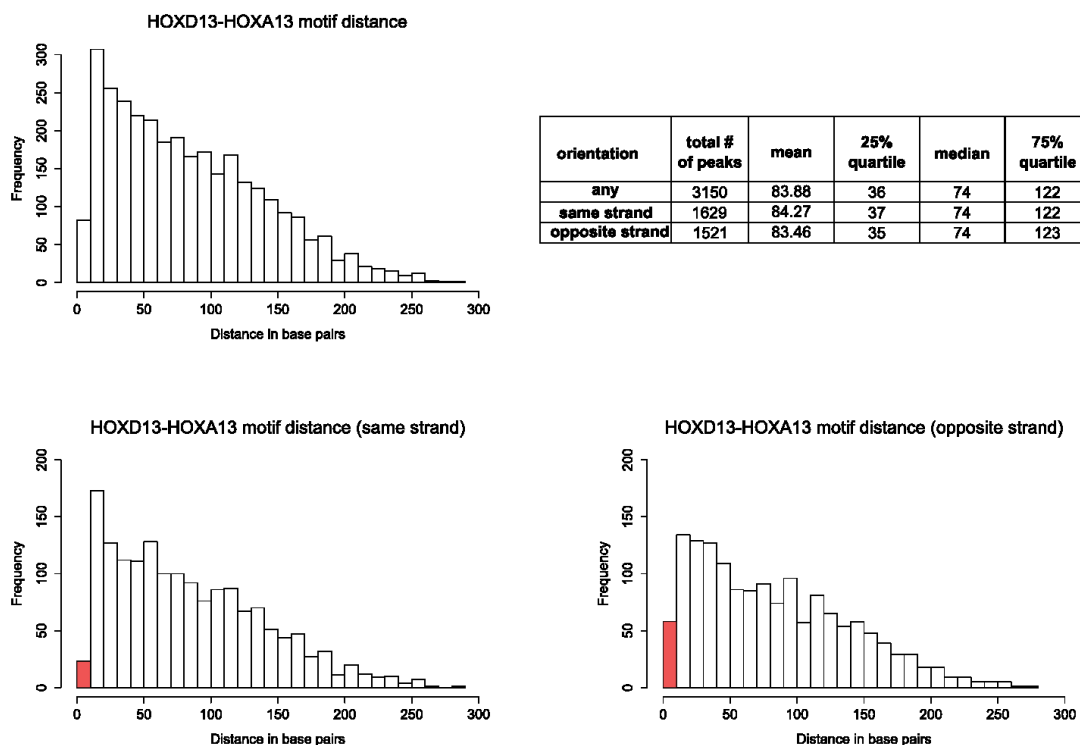 HOXD13-HOXA13 motif distance
Frequency
300
250
200
150
100
50
0
0 50 100 150 200 250 300
Distance in base pairs
orientation total # of peaks mean 25% quartile median 75% quartile
any 3150 83.88 36 74 122
same strand 1629 84.27 37 74 122
opposite strand 1521 83.46 35 74 123
HOXD13-HOXA13 motif distance (same strand)
Frequency
200
150
100
50
0
0 50 100 150 200 250 300
Distance in base pairs
HOXD13-HOXA13 motif distance (opposite strand)
Frequency
200
150
100
50
0
0 50 100 150 200 250 300
Distance in base pairs